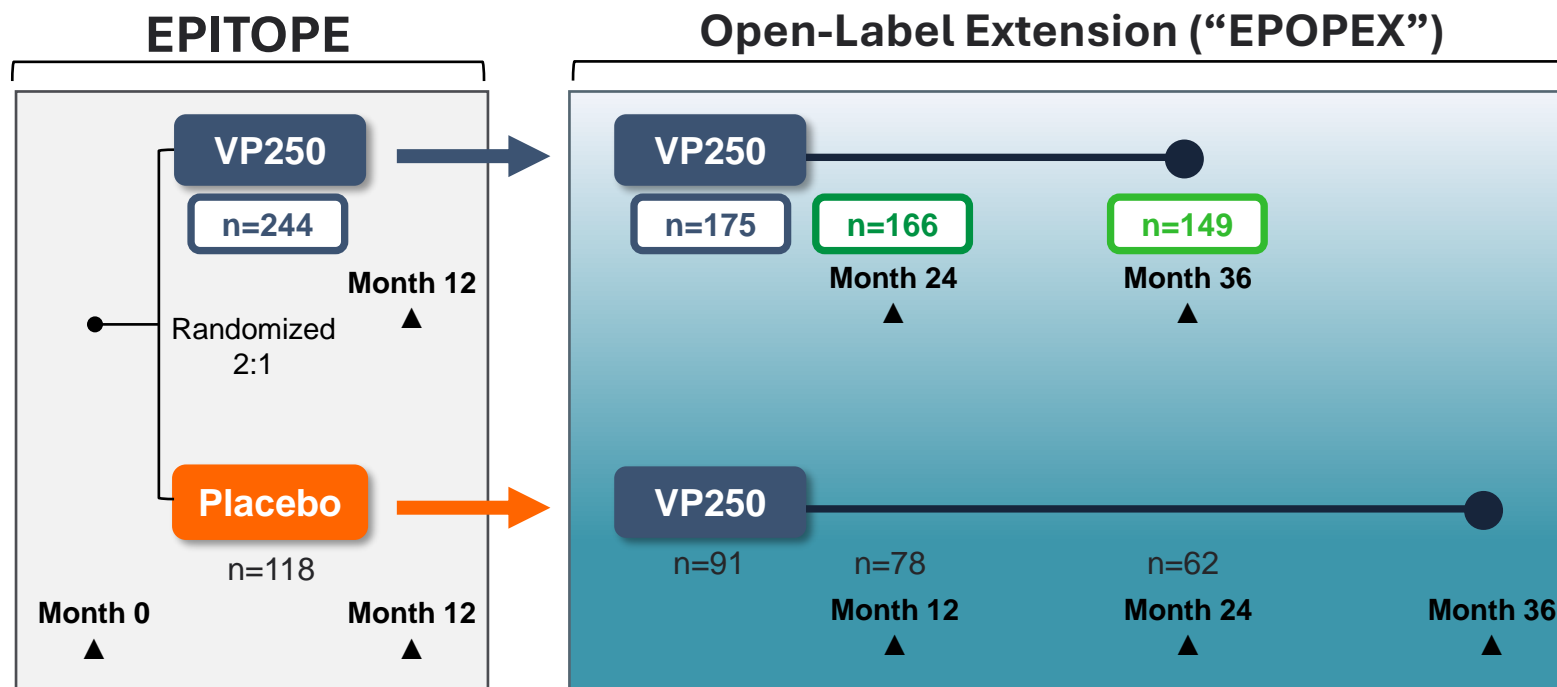 EPITOPE
VP250
n=244
Month 12
▲
Randomized
2:1
Placebo
n=118
Month 0
Month 12
▲
▲
Open-Label Extension (“EPOPEX”)
VP250
n=175
n=166
n=149
Month 24
Month 36
▲
▲
VP250
n=91
n=78
n=62
Month 12
Month 24
Month 36
▲
▲
▲